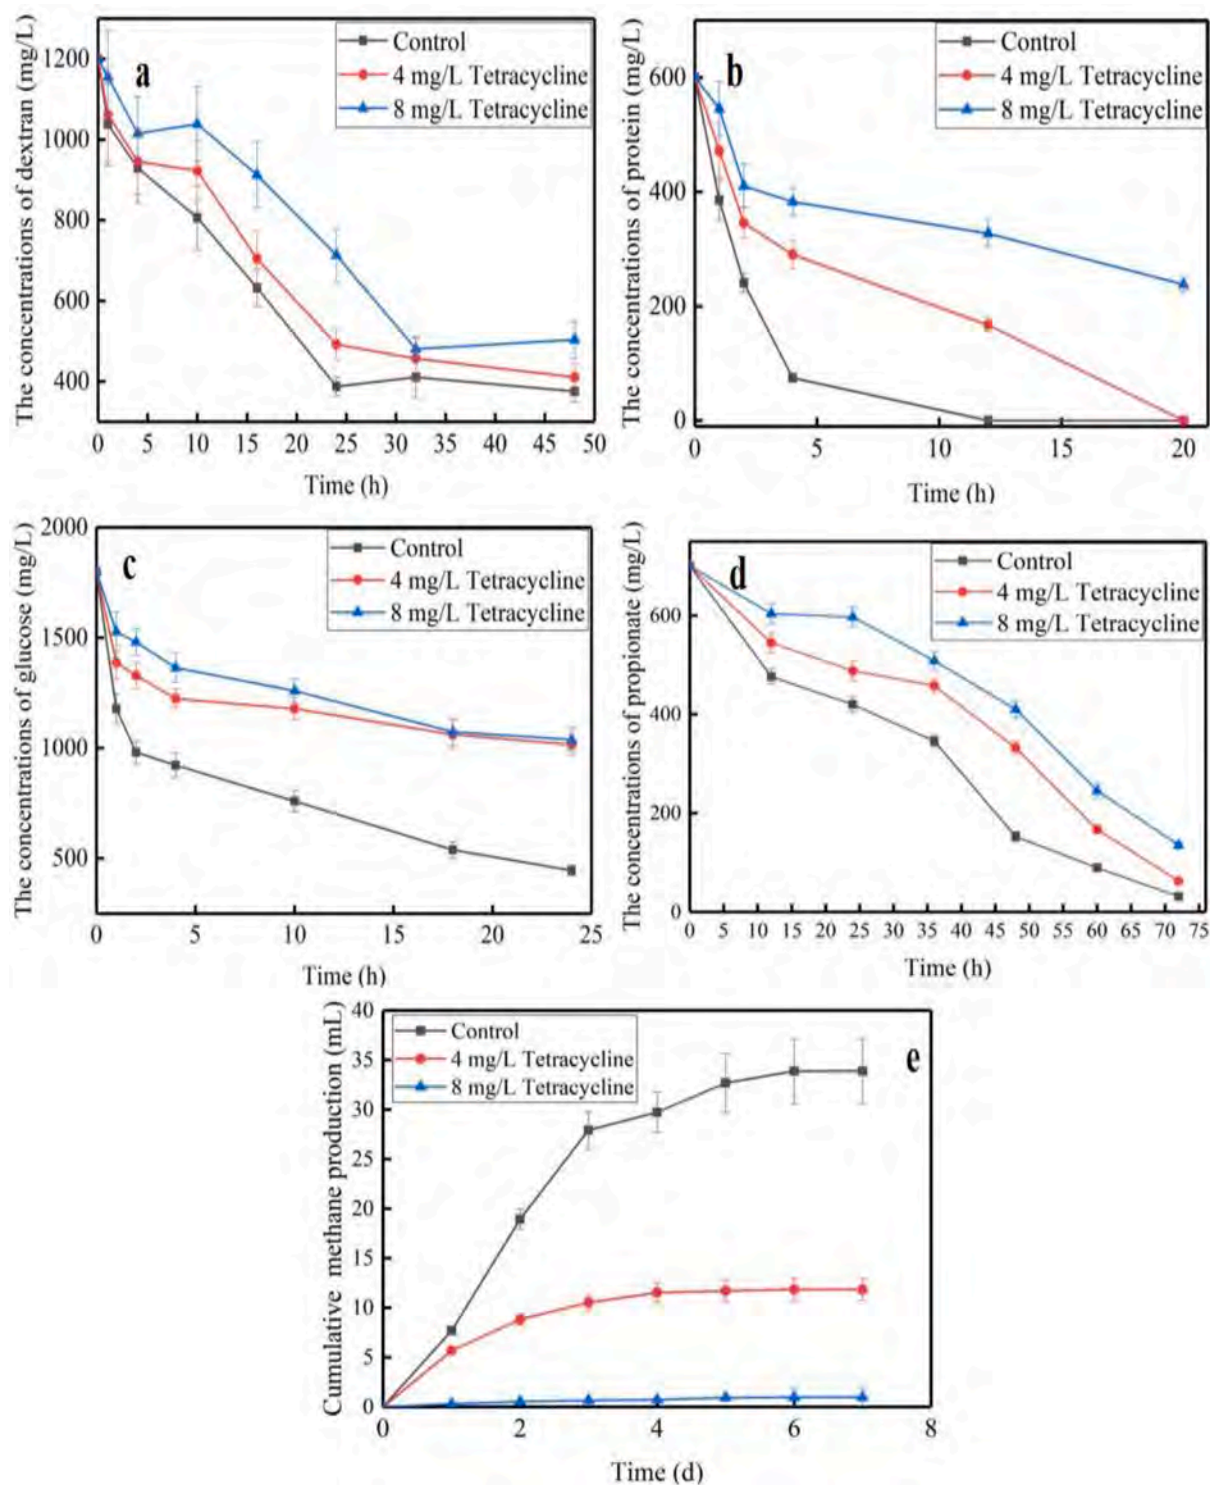 The concentrations of dextran (mg/L)
1200
1000
800
600
400
a
Control
4 mg/L Tetracycline
8 mg/L Tetracycline
0 5 10 15 20 25 30 35 40 45 50
Time (h)
The concentrations of protein (mg/L)
600
400
200
0
b
Control
4 mg/L Tetracycline
8 mg/L Tetracycline
0 5 10 15 20
Time (h)
The concentrations of glucose (mg/L)
2000
1500
1000
500
c
Control
4 mg/L Tetracycline
8 mg/L Tetracycline
0 5 10 15 20 25
Time (h)
The concentrations of propionate (mg/L)
600
400
200
0
d
Control
4 mg/L Tetracycline
8 mg/L Tetracycline
0 5 10 15 20 25 30 35 40 45 50 55 60 65 70 75
Time (h)
Cumulative methane production (mL)
40
35
30
25
20
15
10
5
0
Control
4 mg/L Tetracycline
8 mg/L Tetracycline
e
0 2 4 6 8
Time (d)